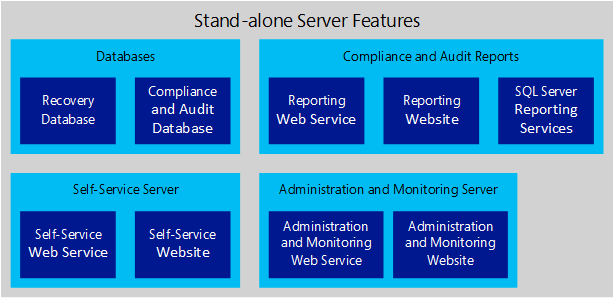 Stand-alone Server Features
Databases
Recovery
Database
Compliance
and Audit
Database
Compliance and Audit Reports
Reporting
Web Service
Reporting
Website
SQL Server
Reporting
Services
Self-Service Server
Self-Service
Web Service
Self-Service
Website
Administration and Monitoring Server
Administration
and Monitoring
Web Service
Administration
and Monitoring
Website